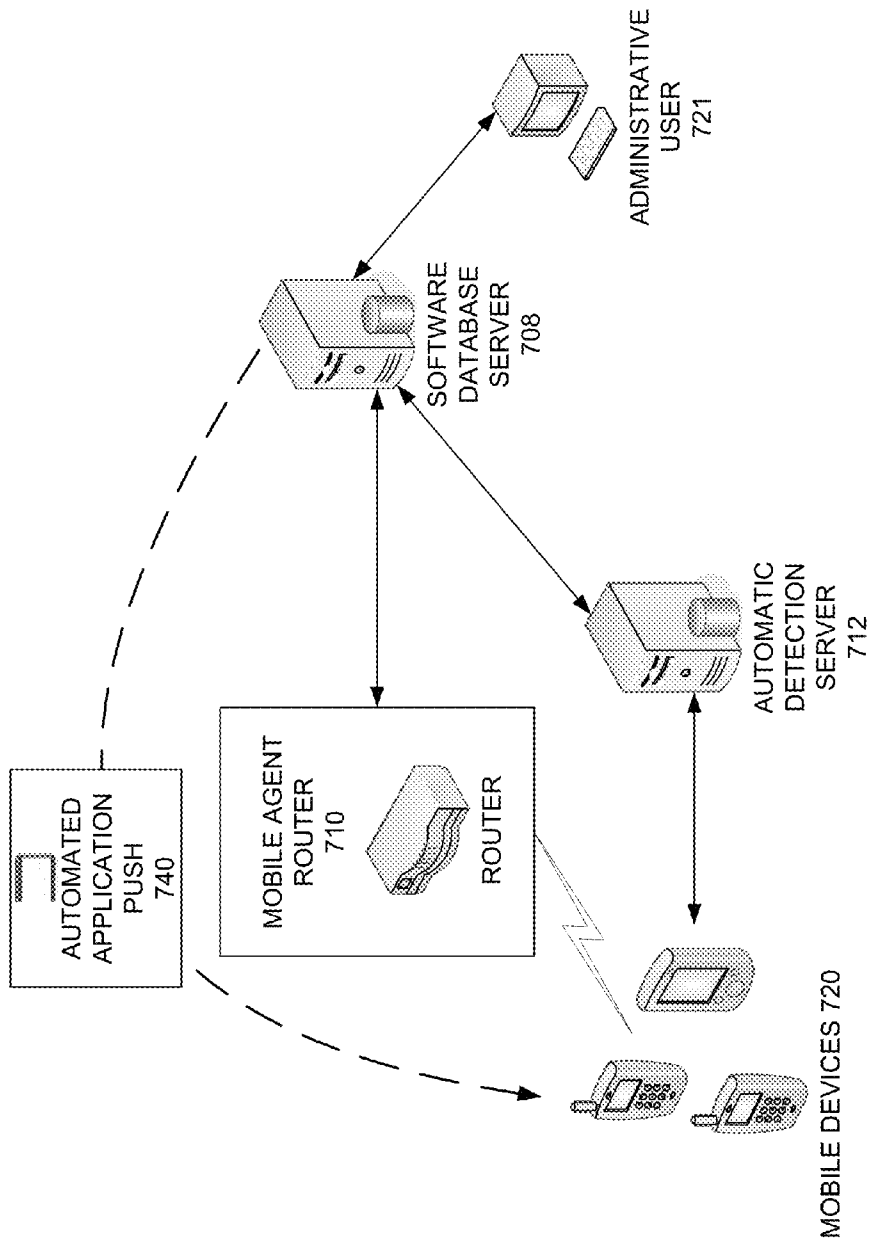 AUTOMATED
APPLICATION
PUSH
740
MOBILE AGENT
ROUTER
710
ROUTER
SOFTWARE
DATABASE
SERVER
708
ADMINISTRATIVE
USER
721
AUTOMATIC
DETECTION
SERVER
712
MOBILE DEVICES 720